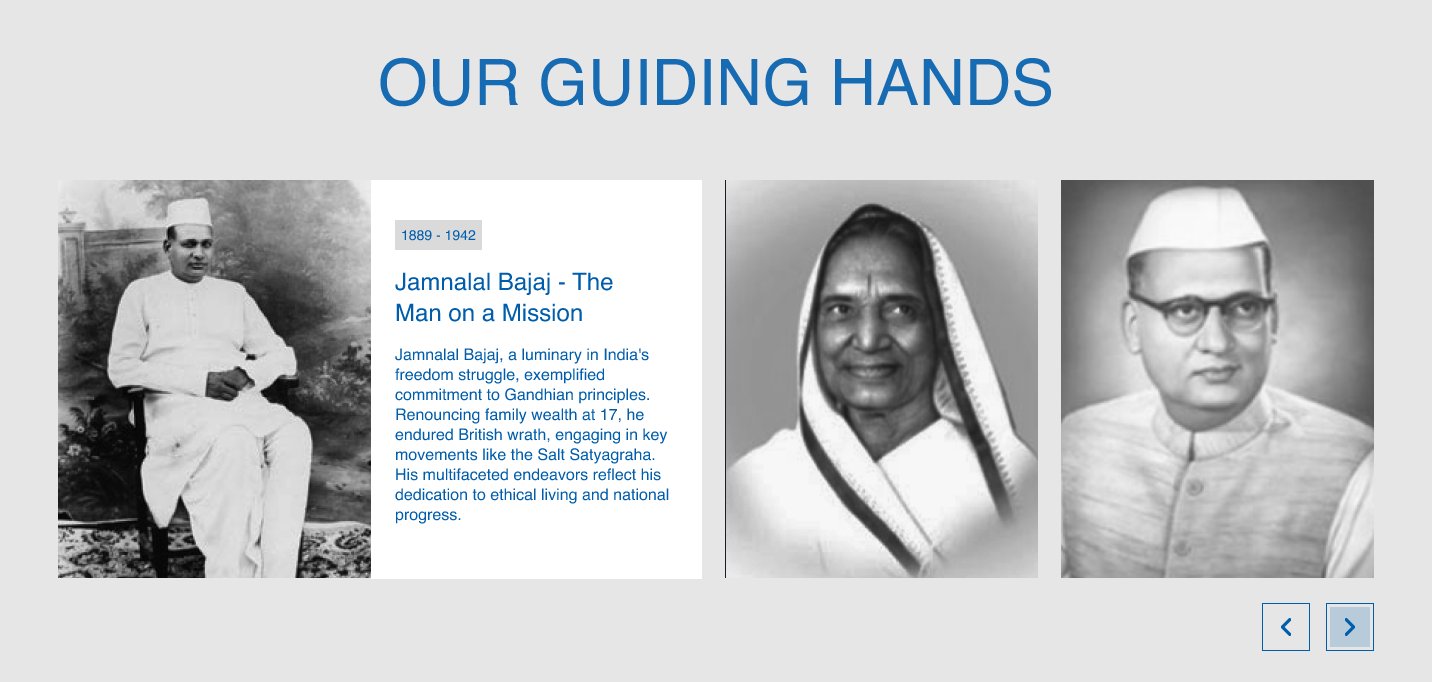 OUR GUIDING HANDS
1889 - 1942
Jamnalal Bajaj - The
Man on a Mission
Jamnalal Bajaj, a luminary in India's
freedom struggle, exemplified
commitment to Gandhian principles.
Renouncing family wealth at 17, he
endured British wrath, engaging in key
movements like the Salt Satyagraha.
His multifaceted endeavors reflect his
dedication to ethical living and national
progress.